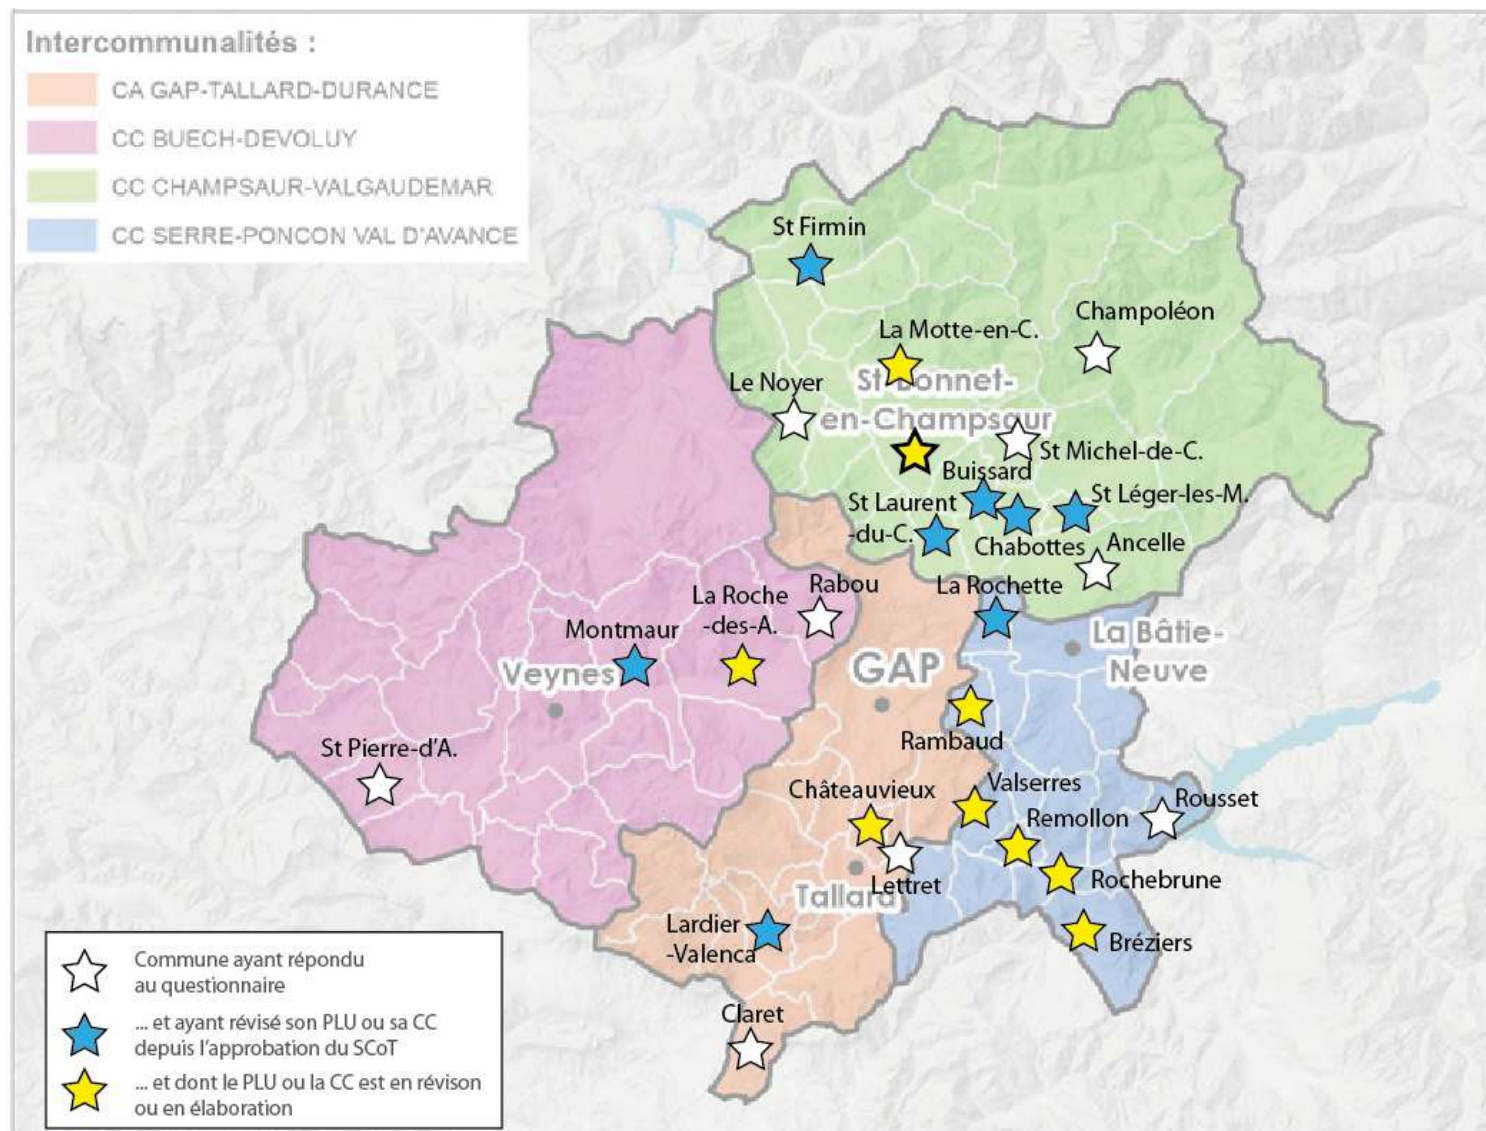 Intercommunalités :
CA GAP-TALLARD-DURANCE
CC BUECH-DEVOLUY
CC CHAMPSAUR-VALGAUDEMAR
CC SERRE-PONCON VAL D'AVANCE
St Firmin
Champoléon
La Motte-en-C.
Le Noyer
St-Bonnet-
en-Champsaur
St Michel-de-C.
Buissard
St Laurent
-du-C.
St Léger-les-M.
Chabottes
Ancelle
La Rochette
Rabou
La Roche
-des-A.
Montmaur
Veynes
La Bâtie-
Neuve
GAP
Rambaud
St Pierre-d'A.
Châteauvieux
Valserres
Rousset
Remollon
Lettret
Tallard
Rochebrune
Lardier
-Valenca
Bréziers
Claret
Commune ayant répondu
au questionnaire
... et ayant révisé son PLU ou sa CC
depuis l'approbation du SCoT
... et dont le PLU ou la CC est en révison
ou en élaboration